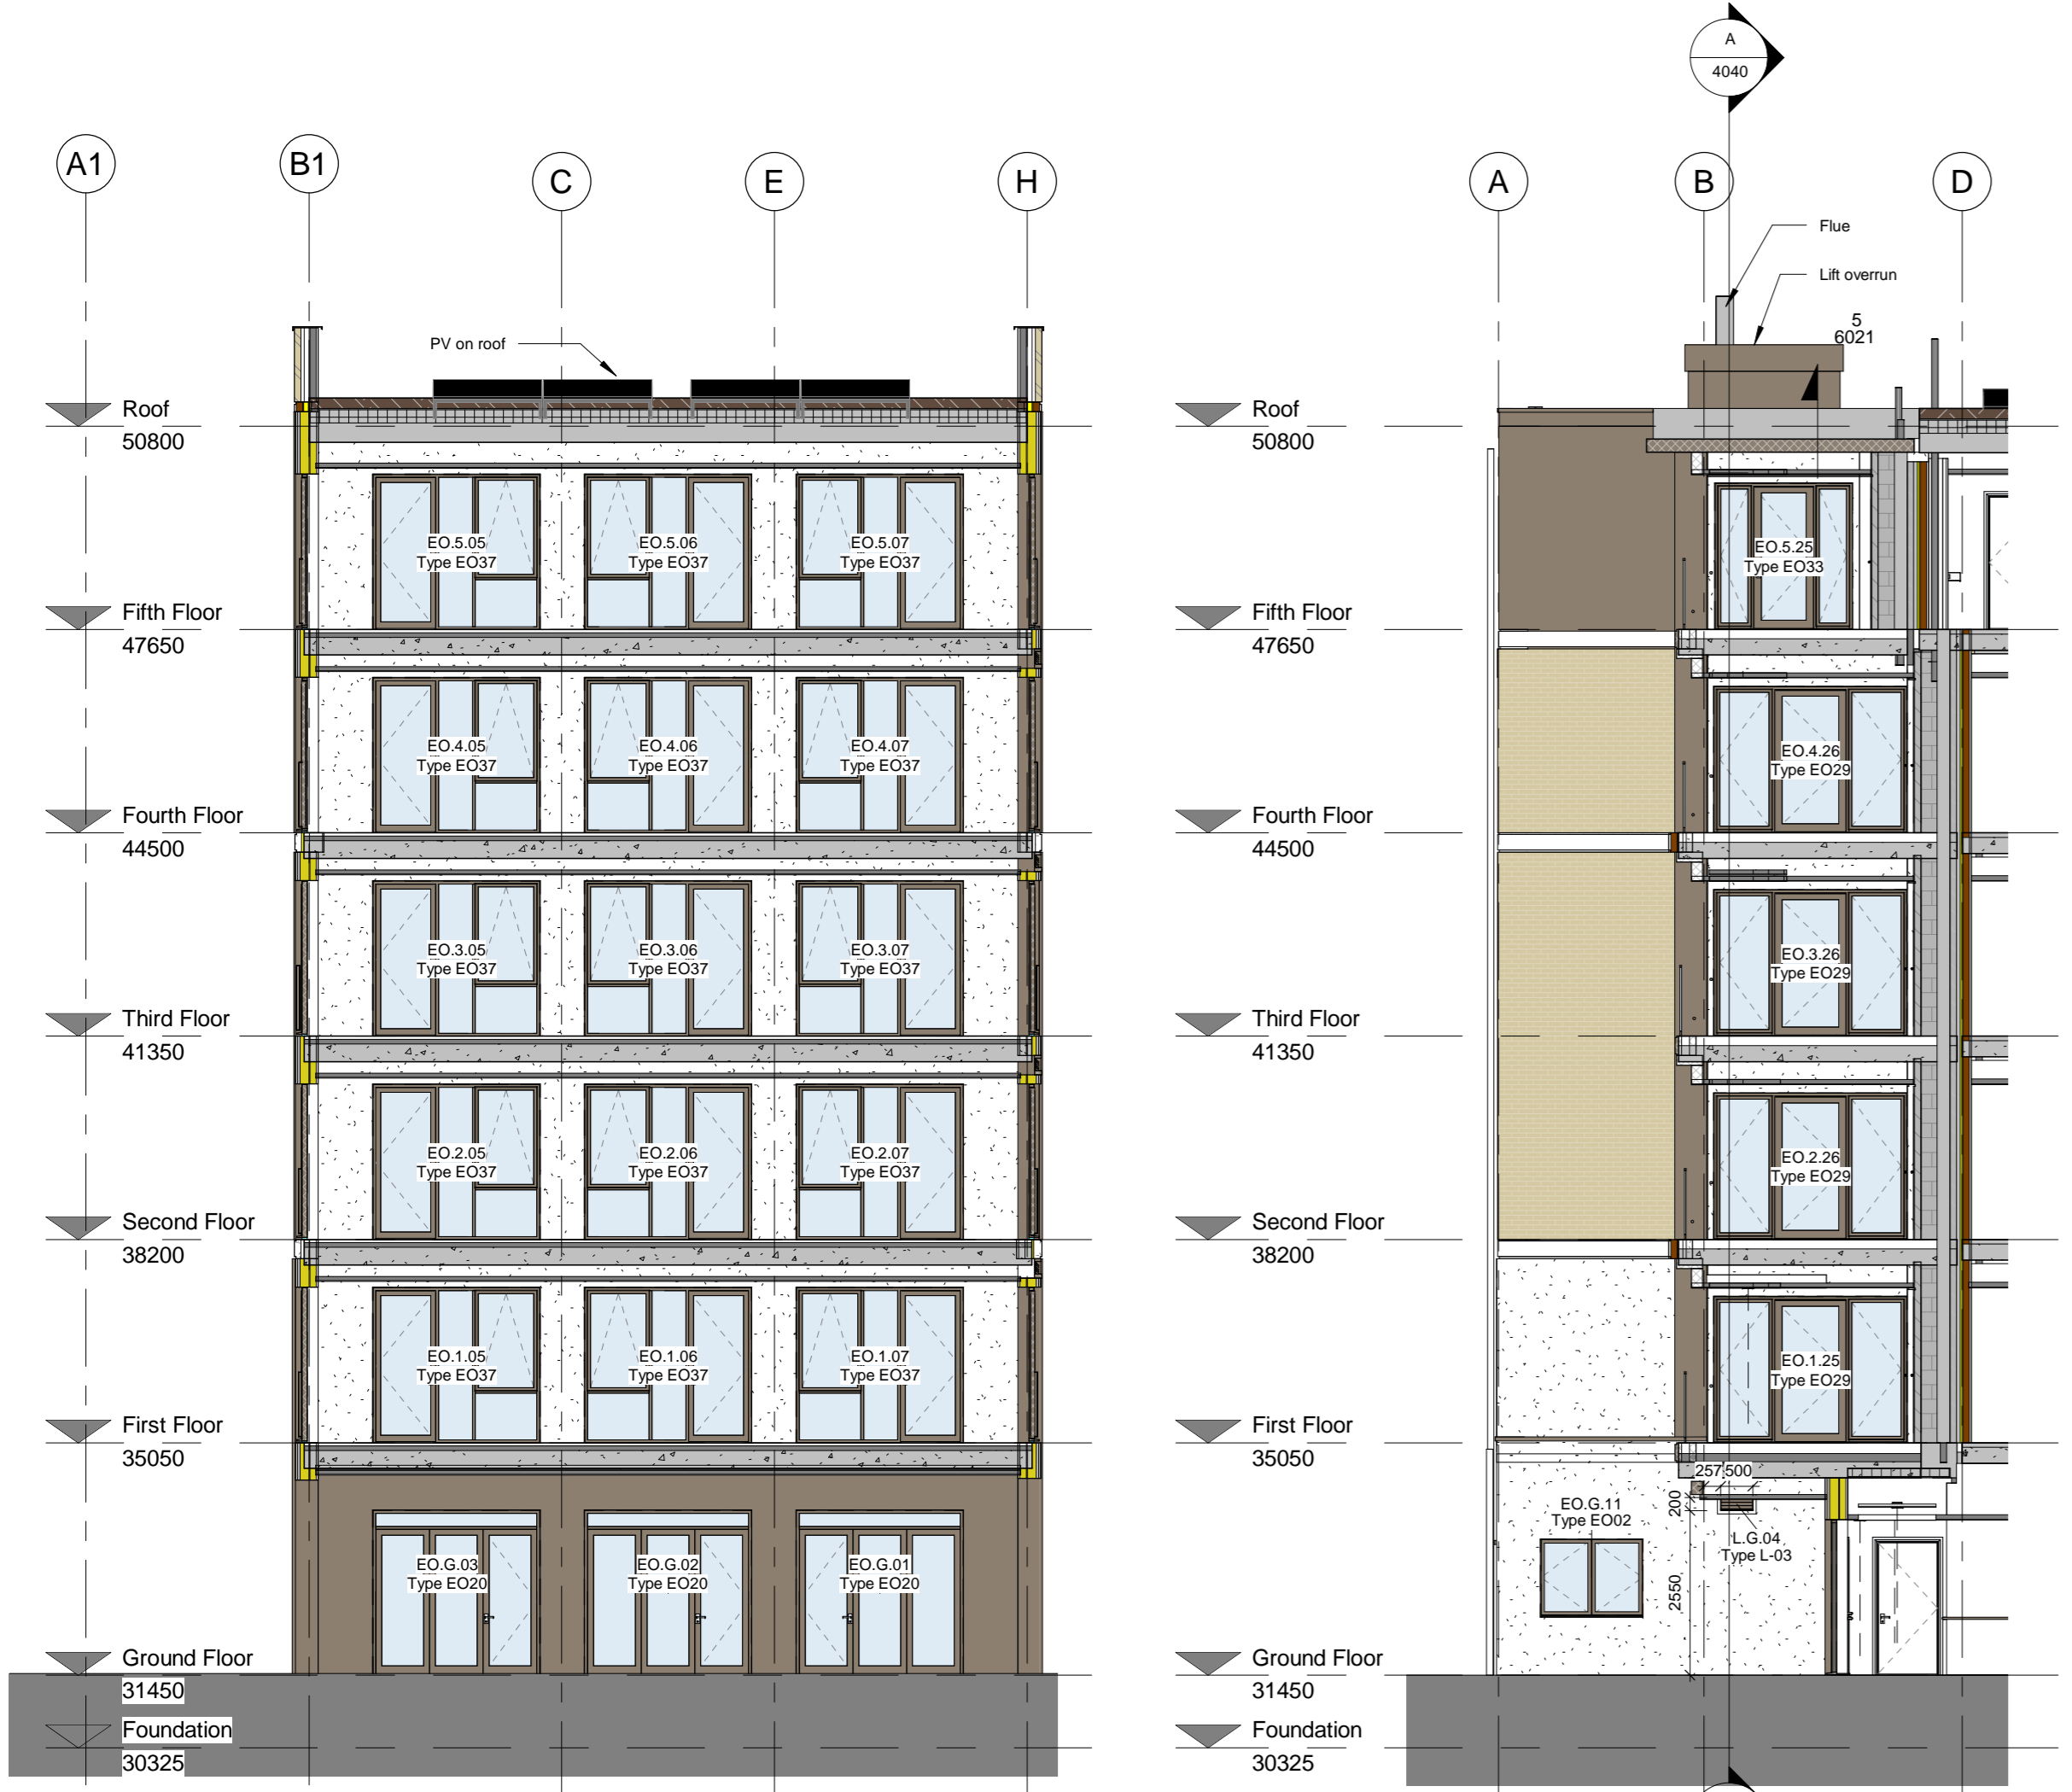 A
4040
A1
B1
C
E
H
A
B
D
Flue
Lift overrun
5
6021
PV on roof
Roof
50800
EO.5.05
Type EO37
EO.5.06
Type EO37
EO.5.07
Type EO37
Fifth Floor
47650
EO.4.05
Type EO37
EO.4.06
Type EO37
EO.4.07
Type EO37
Fourth Floor
44500
EO.3.05
Type EO37
EO.3.06
Type EO37
EO.3.07
Type EO37
Third Floor
41350
EO.2.05
Type EO37
EO.2.06
Type EO37
EO.2.07
Type EO37
Second Floor
38200
EO.1.05
Type EO37
EO.1.06
Type EO37
EO.1.07
Type EO37
First Floor
35050
EO.G.03
Type EO20
EO.G.02
Type EO20
EO.G.01
Type EO20
Ground Floor
31450
Foundation
30325
Roof
50800
EO.5.25
Type EO33
Fifth Floor
47650
EO.4.26
Type EO29
Fourth Floor
44500
EO.3.26
Type EO29
Third Floor
41350
EO.2.26
Type EO29
Second Floor
38200
EO.1.25
Type EO29
First Floor
35050
257,500
200
EO.G.11
Type EO02
L.G.04
Type L-03
2550
Ground Floor
31450
Foundation
30325